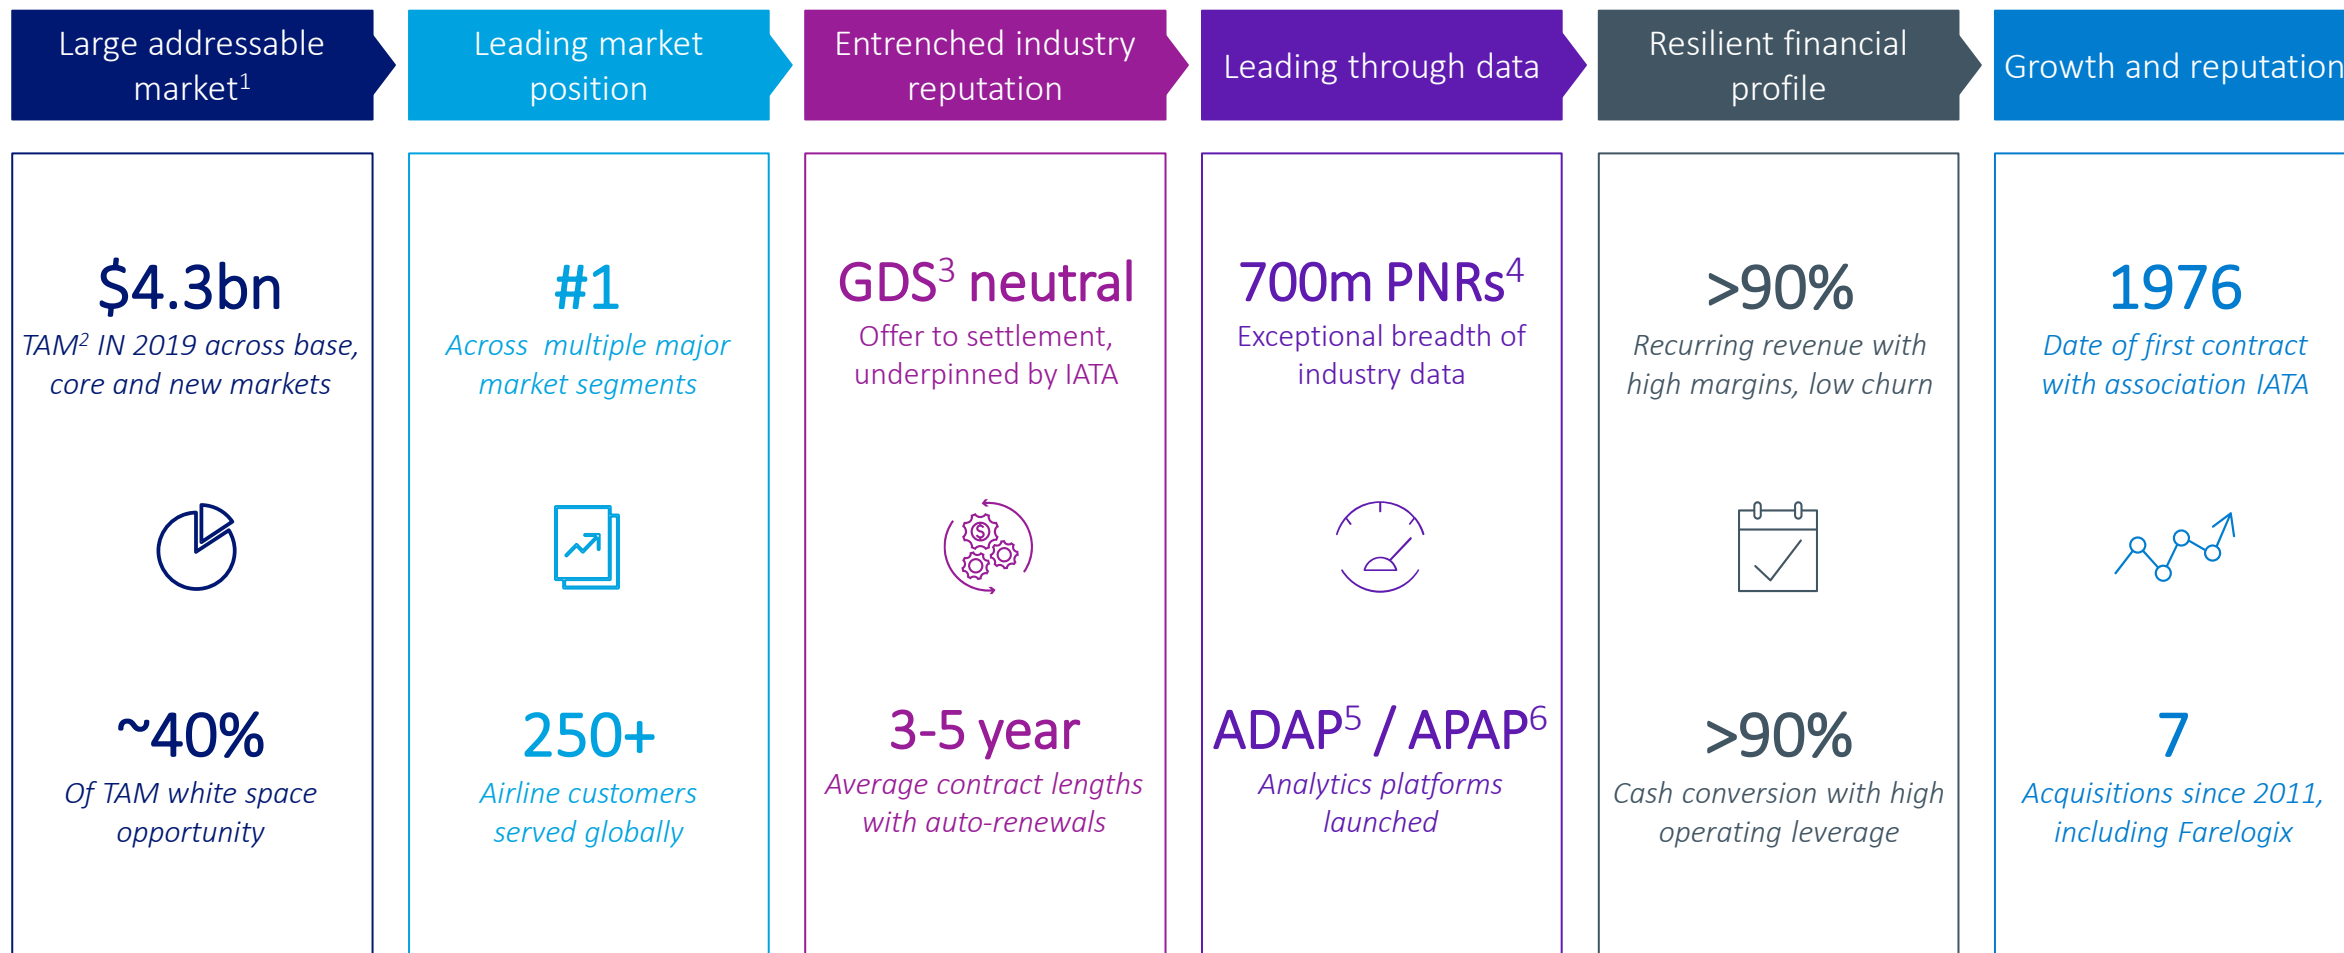 Large addressable
market¹
Leading market
position
Entrenched industry
reputation
Leading through data
Resilient financial
profile
Growth and reputation
$4.3bn
TAM² IN 2019 across base,
core and new markets
~40%
Of TAM white space
opportunity
#1
Across multiple major
market segments
250+
Airline customers
served globally
GDS³ neutral
Offer to settlement,
underpinned by IATA
$
3-5 year
Average contract lengths
with auto-renewals
700m PNRs⁴
Exceptional breadth of
industry data
ADAP⁵ / APAP⁶
Analytics platforms
launched
>90%
Recurring revenue with
high margins, low churn
>90%
Cash conversion with high
operating leverage
1976
Date of first contract
with association IATA
7
Acquisitions since 2011,
including Farelogix